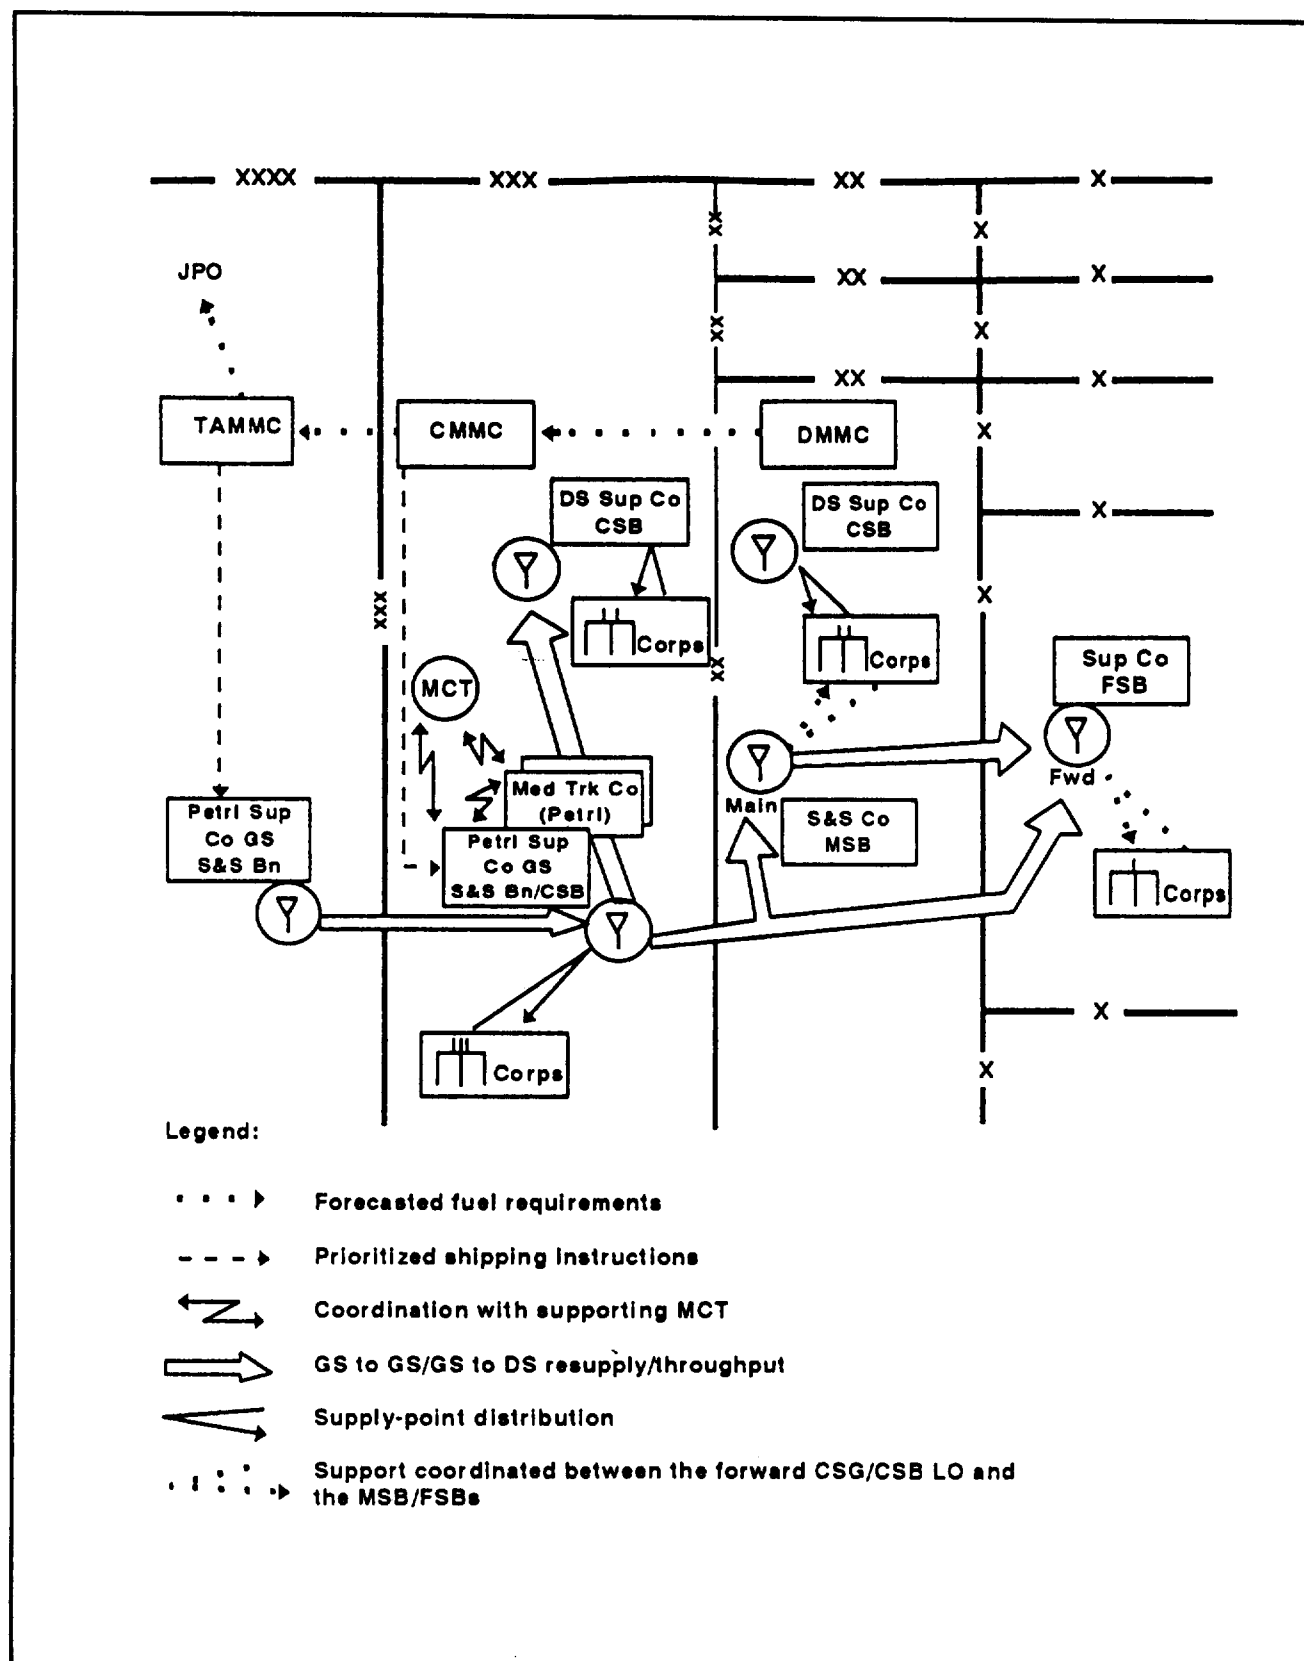 XXXX XXX XX X
XX X
XX X
XX X
JPO
XX X
XX X
TAMMC CMMC DMMC
X
DS Sup Co
CSB
DS Sup Co
CSB
X
XXX
X
Corps
Corps
XX
Sup Co
FSB
MCT
Fwd
Med Trk Co
(Petrl)
Main
Petrl Sup
Co GS
S&S Bn
Petrl Sup
Co GS
S&S Bn/CSB
S&S Co
MSB
Corps
X
Corps
X
Legend:
Forecasted fuel requirements
Prioritized shipping instructions
Coordination with supporting MCT
GS to GS/GS to DS resupply/throughput
Supply-point distribution
Support coordinated between the forward CSG/CSB LO and
the MSB/FSBs